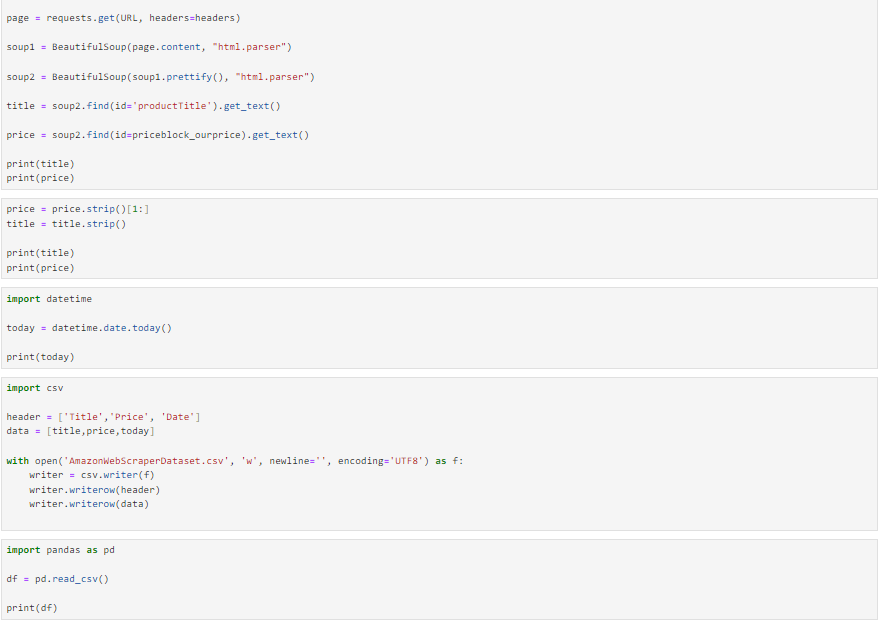 page = requests.get(URL, headers=headers)
soup1 = BeautifulSoup(page.content, "html.parser")
soup2 = BeautifulSoup(soup1.prettify(), "html.parser")
title = soup2.find(id='productTitle').get_text()
price = soup2.find(id=priceblock_ourprice).get_text()
print(title)
print(price)
price = price.strip()[1:]
title = title.strip()
print(title)
print(price)
import datetime
today = datetime.date.today()
print(today)
import csv
header = ['Title','Price', 'Date']
data = [title,price,today]
with open('AmazonWebScraperDataset.csv', 'w', newline='', encoding='UTF8') as f:
    writer = csv.writer(f)
    writer.writerow(header)
    writer.writerow(data)
import pandas as pd
df = pd.read_csv()
print(df)